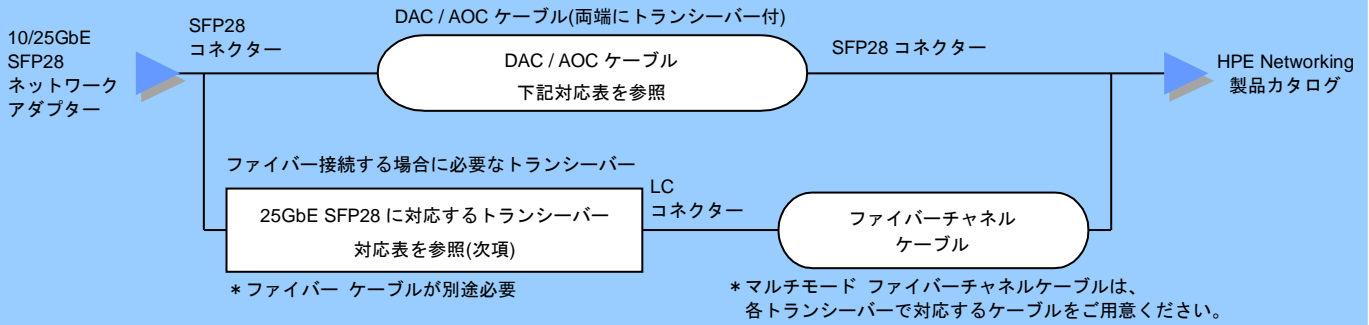 10/25GbE
SFP28
ネットワーク
アダプター
SFP28
コネクター
DAC / AOC ケーブル(両端にトランシーバー付)
DAC / AOC ケーブル
下記対応表を参照
SFP28 コネクター
HPE Networking
製品カタログ
ファイバー接続する場合に必要なトランシーバー
25GbE SFP28 に対応するトランシーバー
対応表を参照(次項)
LC
コネクター
ファイバーチャネル
ケーブル
＊ファイバー ケーブルが別途必要
＊マルチモード ファイバーチャネルケーブルは、
各トランシーバーで対応するケーブルをご用意ください。